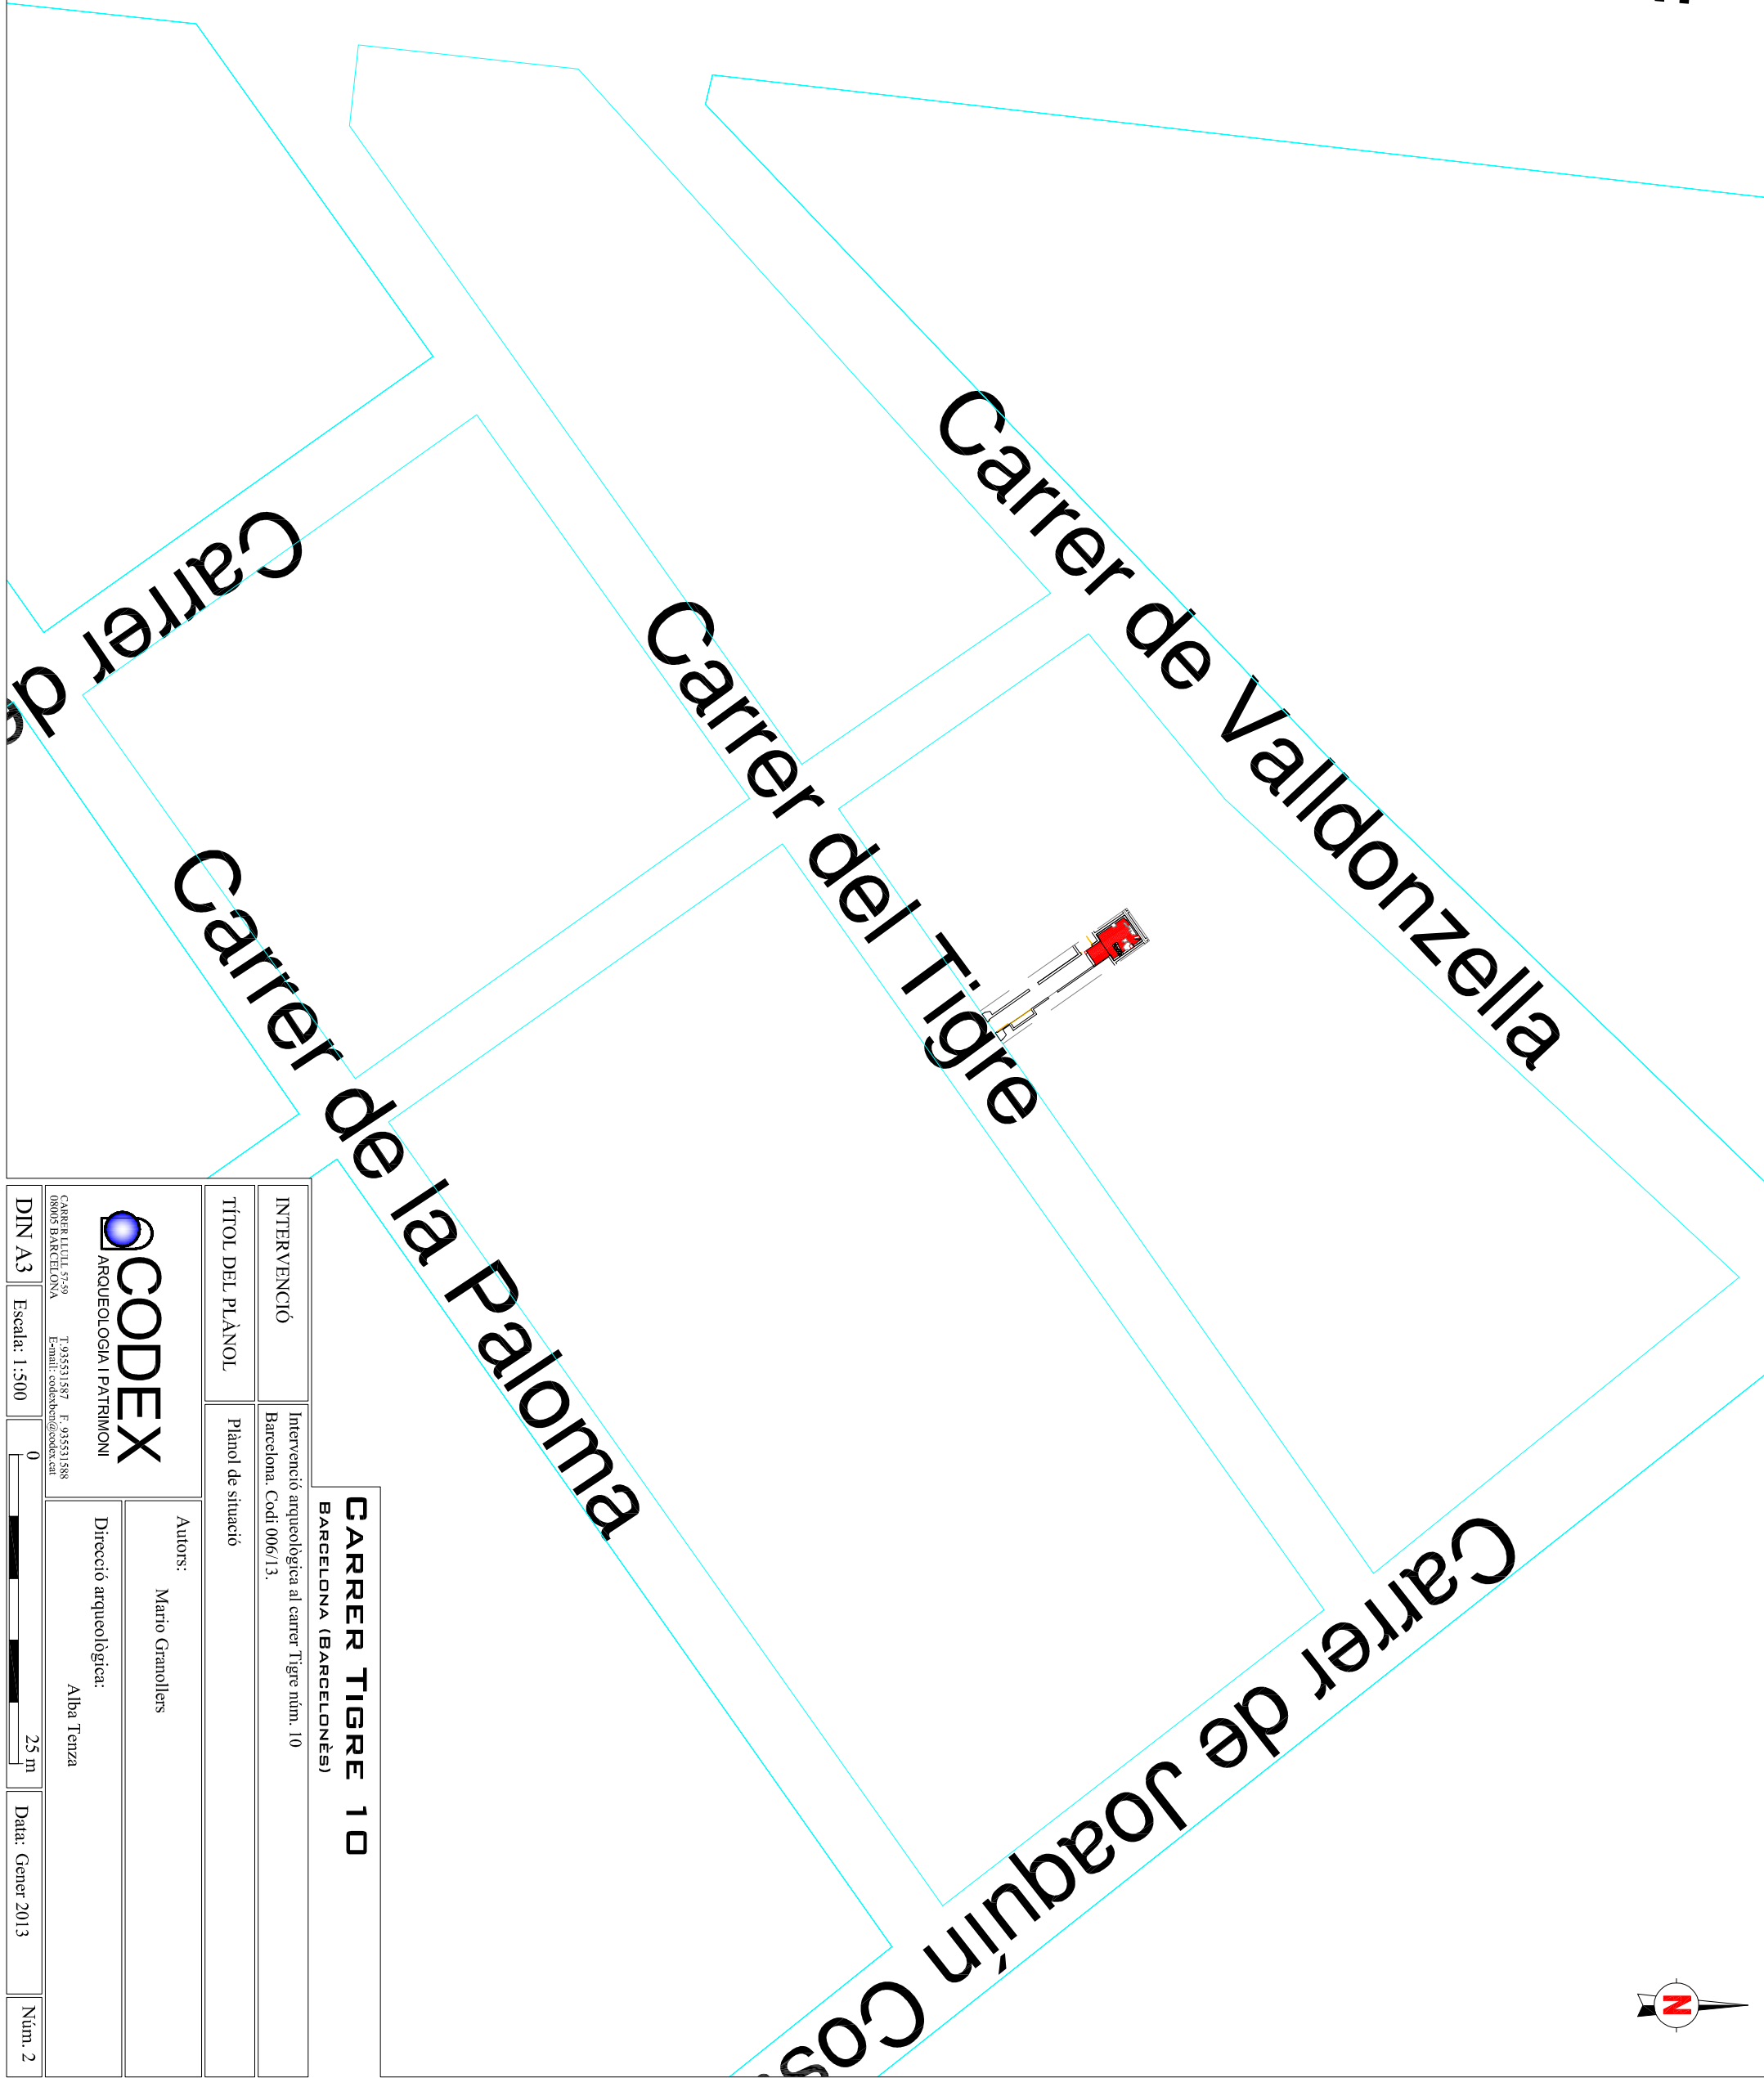 Carrer de Valldonzella
Carrer del Tigre
Carrer de la Paloma
Carrer de Joaquín Cos
Carrer d
N
CARRER TIGRE 10
BARCELONA (BARCELONÈS)
INTERVENCIÓ
Intervenció arqueològica al carrer Tigre núm. 10
Barcelona. Codi 006/13.
TÍTOL DEL PLÀNOL
Plànol de situació
CODEX
ARQUEOLOGIA I PATRIMONI
CARRER LLULL 57-59
08005 BARCELONA
T.935531587 F. 935531588
E-mail: codexbcn@codex.cat
Autors:
Mario Granollers
Direcció arqueològica:
Alba Tenza
DIN A3
Escala: 1:500
0
25 m
Data: Gener 2013
Núm. 2